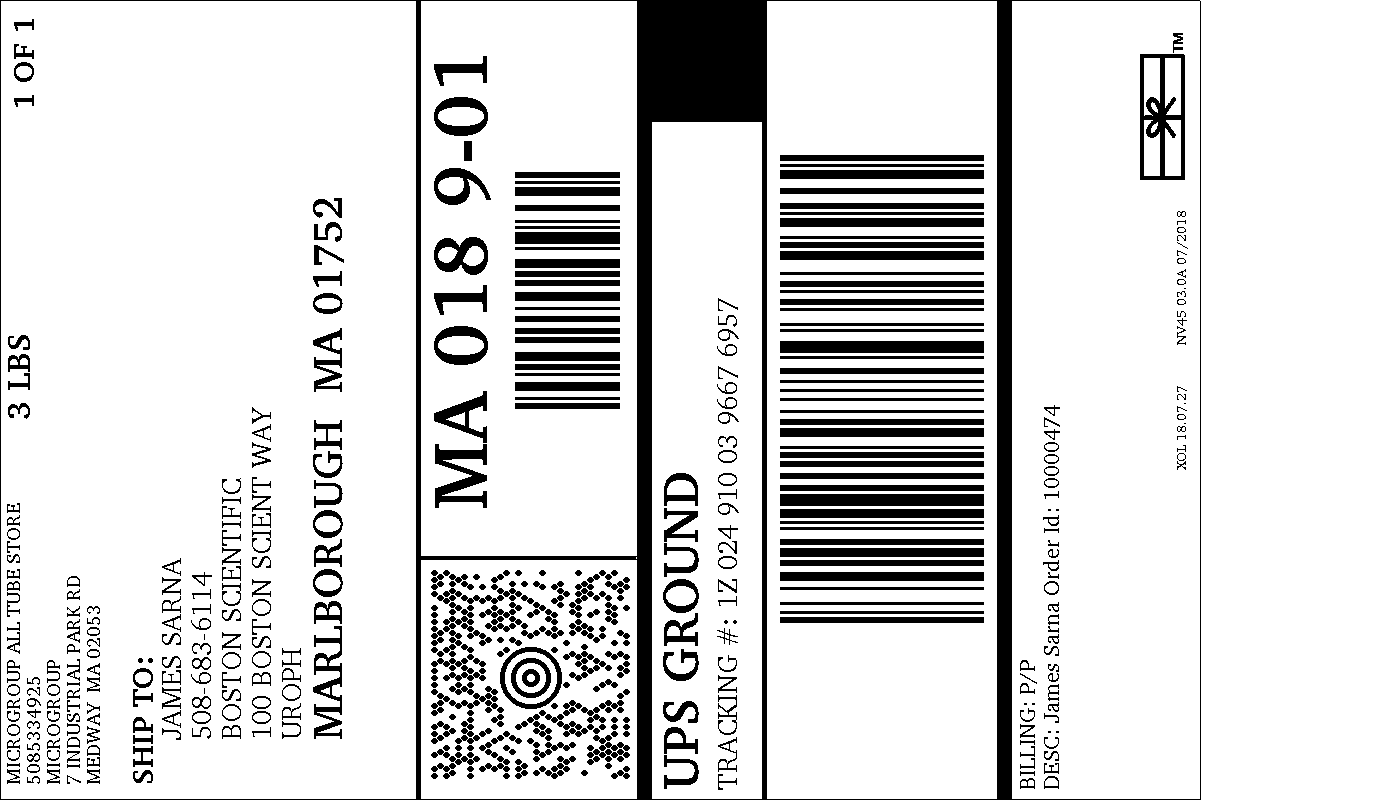 MICROGROUP ALL TUBE STORE
5085334925
MICROGROUP
7 INDUSTRIAL PARK RD
MEDWAY  MA 02053
3 LBS
1 OF 1
SHIP TO:
JAMES SARNA
508-683-6114
BOSTON SCIENTIFIC
100 BOSTON SCIENT WAY
UROPH
MARLBOROUGH  MA 01752
MA 018 9-01
UPS GROUND
TRACKING #: 1Z 024 910 03 9667 6957
BILLING: P/P
DESC: James Sarna Order Id: 10000474
XOL 18.07.27
NV45 03.0A 07/2018
TM